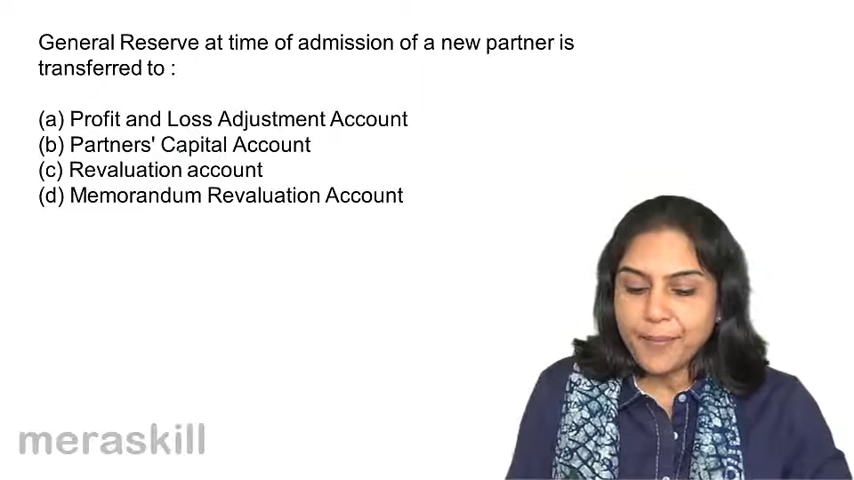 General Reserve at time of admission of a new partner is
transferred to :
(a) Profit and Loss Adjustment Account
(b) Partners' Capital Account
(c) Revaluation account
(d) Memorandum Revaluation Account
meraskill